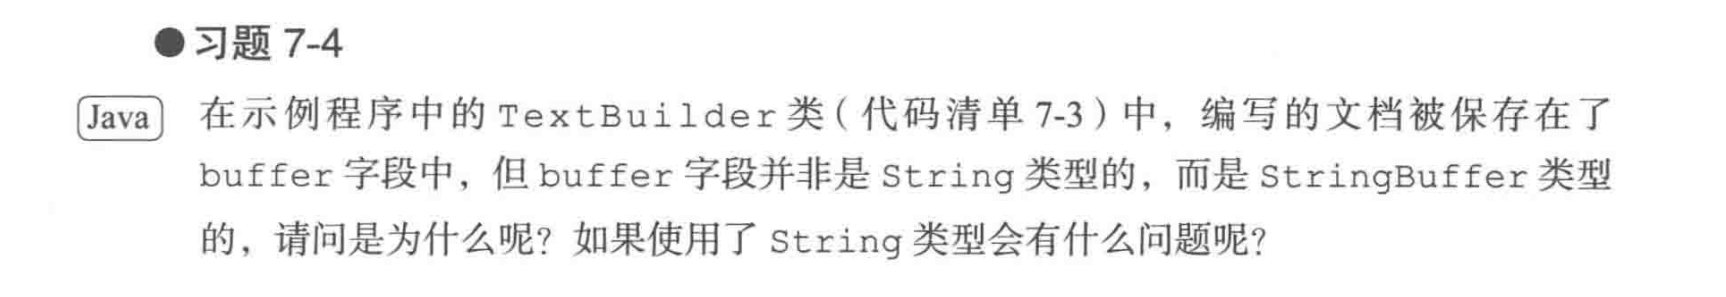 ●习题 7-4
Java 在示例程序中的 TextBuilder 类（代码清单 7-3）中，编写的文档被保存在了
buffer 字段中，但 buffer 字段并非是 String 类型的，而是 StringBuffer 类型
的，请问是为什么呢？如果使用了 String 类型会有什么问题呢？